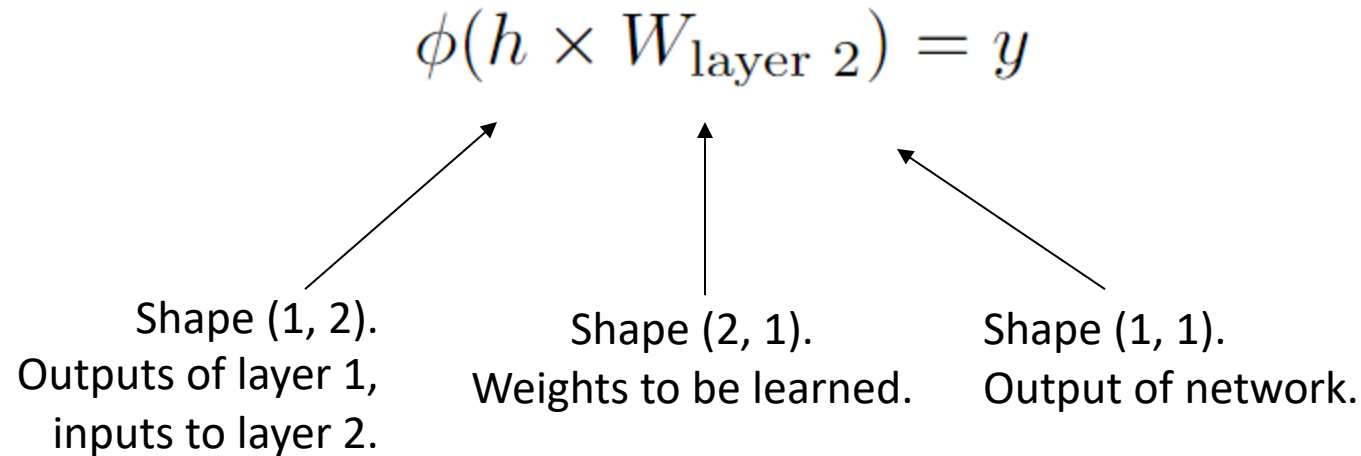 ϕ(h × W_layer 2) = y
Shape (1, 2).
Outputs of layer 1,
inputs to layer 2.
Shape (2, 1).
Weights to be learned.
Shape (1, 1).
Output of network.